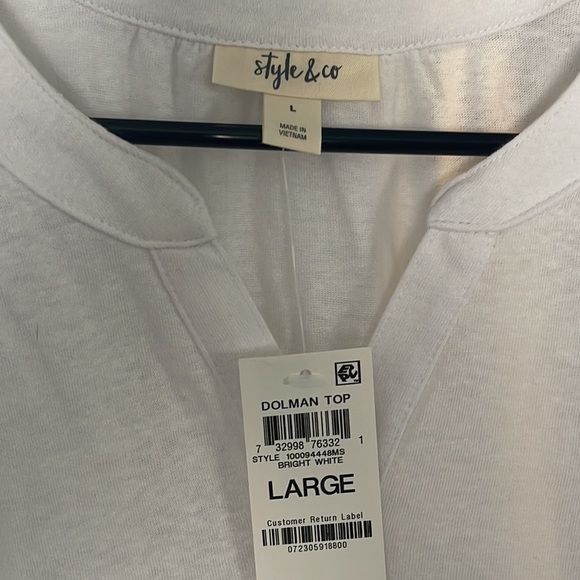 style & co
L
MADE IN
VIETNAM
DOLMAN TOP
7 32998 76332 1
STYLE 100094448MS
BRIGHT WHITE
LARGE
Customer Return Label
072305918800